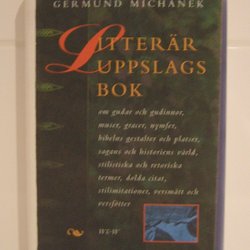 GERMUND MICHANEK
LITTERÄR
UPPSLAGS
BOK
om gudar och gudinnor,
muser, gracer, nymfer,
bibelns gestalter och platser,
sagans och historiens värld,
stilistiska och retoriska
termer, dolda citat,
stilimitationer, versmått och
versfötter
W&W